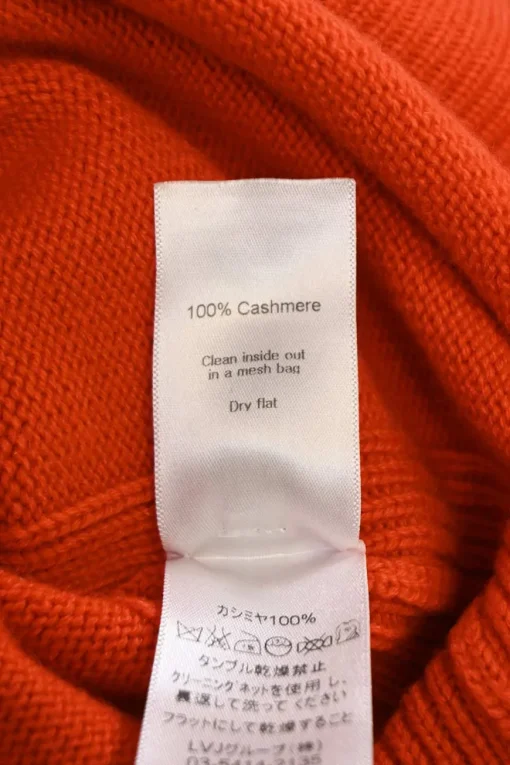 100% Cashmere
Clean inside out
in a mesh bag
Dry flat
カシミヤ100%
タンブル乾燥禁止
クリーニングネットを使用し、
裏返して洗ってください
フラットにして乾燥すること
LVJグループ(株)
03-5414-3135